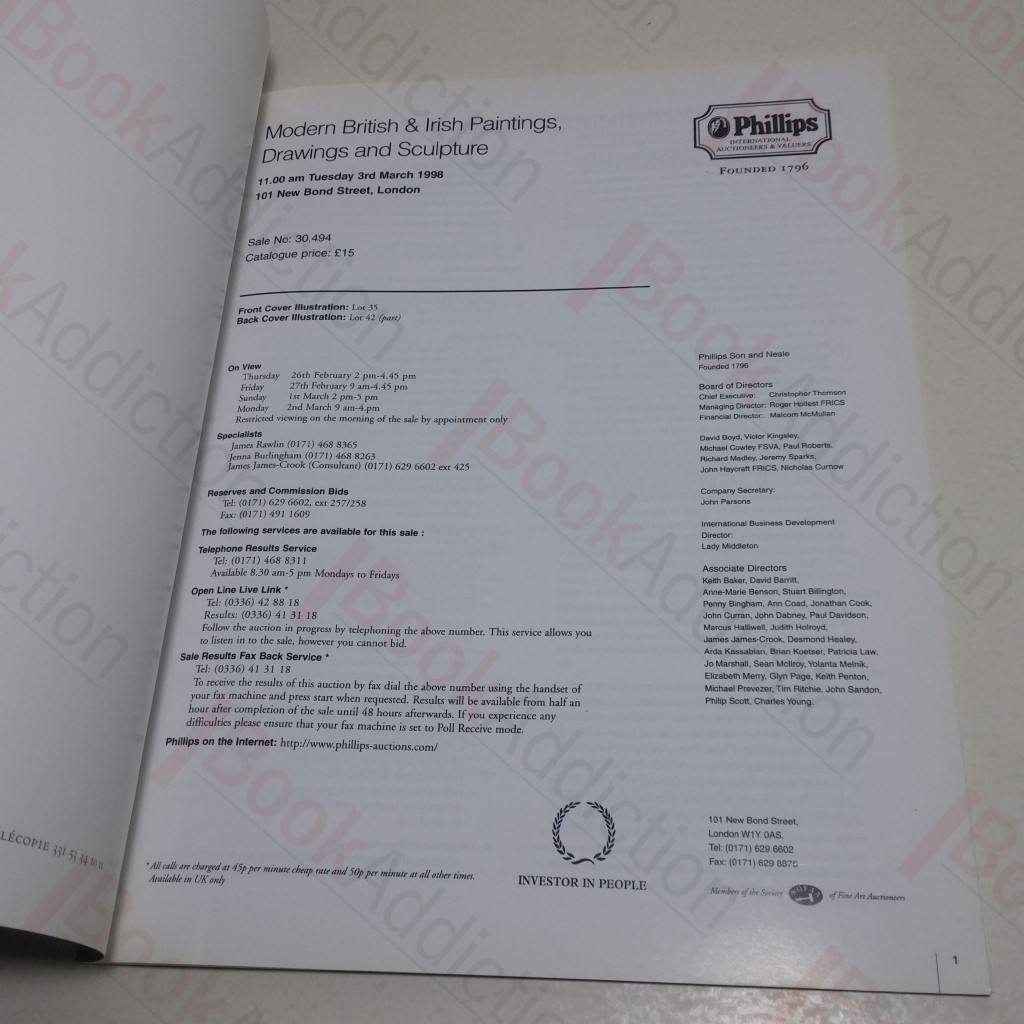 Modern British & Irish Paintings,
Drawings and Sculpture
11.00 am Tuesday 3rd March 1998
101 New Bond Street, London
Sale No: 30,494
Catalogue price: £15
Front Cover Illustration: Lot 35
Back Cover Illustration: Lot 42 (part)
On View
Thursday 26th February 2 pm-4.45 pm
Friday 27th February 9 am-4.45 pm
Sunday 1st March 2 pm-5 pm
Monday 2nd March 9 am-4.pm
Restricted viewing on the morning of the sale by appointment only
Specialists
James Rawlin (0171) 468 8365
Jenna Burlingham (0171) 468 8263
James James-Crook (Consultant) (0171) 629 6602 ext 425
Reserves and Commission Bids
Tel: (0171) 629 6602, ext 257/258
Fax: (0171) 491 1609
The following services are available for this sale :
Telephone Results Service
Tel: (0171) 468 8311
Available 8.30 am-5 pm Mondays to Fridays
Open Line Live Link *
Tel: (0336) 42 88 18
Results: (0336) 41 31 18
Follow the auction in progress by telephoning the above number. This service allows you
to listen in to the sale, however you cannot bid.
Sale Results Fax Back Service *
Tel: (0336) 41 31 18
To receive the results of this auction by fax dial the above number using the handset of
your fax machine and press start when requested. Results will be available from half an
hour after completion of the sale until 48 hours afterwards. If you experience any
difficulties please ensure that your fax machine is set to Poll Receive mode.
Phillips on the Internet: http://www.phillips-auctions.com/
* All calls are charged at 45p per minute cheap rate and 50p per minute at all other times.
Available in UK only
INVESTOR IN PEOPLE
Phillips
INTERNATIONAL
AUCTIONEERS & VALUERS
FOUNDED 1796
Phillips Son and Neale
Founded 1796
Board of Directors
Chief Executive: Christopher Thomson
Managing Director: Roger Hollest FRICS
Financial Director: Malcolm McMullan
David Boyd, Victor Kingsley,
Michael Cowley FSVA, Paul Roberts,
Richard Madley, Jeremy Sparks,
John Haycraft FRICS, Nicholas Curnow
Company Secretary:
John Parsons
International Business Development
Director:
Lady Middleton
Associate Directors
Keith Baker, David Barritt,
Anne-Marie Benson, Stuart Billington,
Penny Bingham, Ann Coad, Jonathan Cook,
John Curran, John Dabney, Paul Davidson,
Marcus Halliwell, Judith Holroyd,
James James-Crook, Desmond Healey,
Arda Kassabian, Brian Koetser, Patricia Law,
Jo Marshall, Sean McIlroy, Yolanta Melnik,
Elizabeth Merry, Glyn Page, Keith Penton,
Michael Prevezer, Tim Ritchie, John Sandon,
Philip Scott, Charles Young.
101 New Bond Street,
London W1Y 0AS.
Tel: (0171) 629 6602
Fax: (0171) 629 8876
Members of the Society of Fine Art Auctioneers
1
BookAddiction